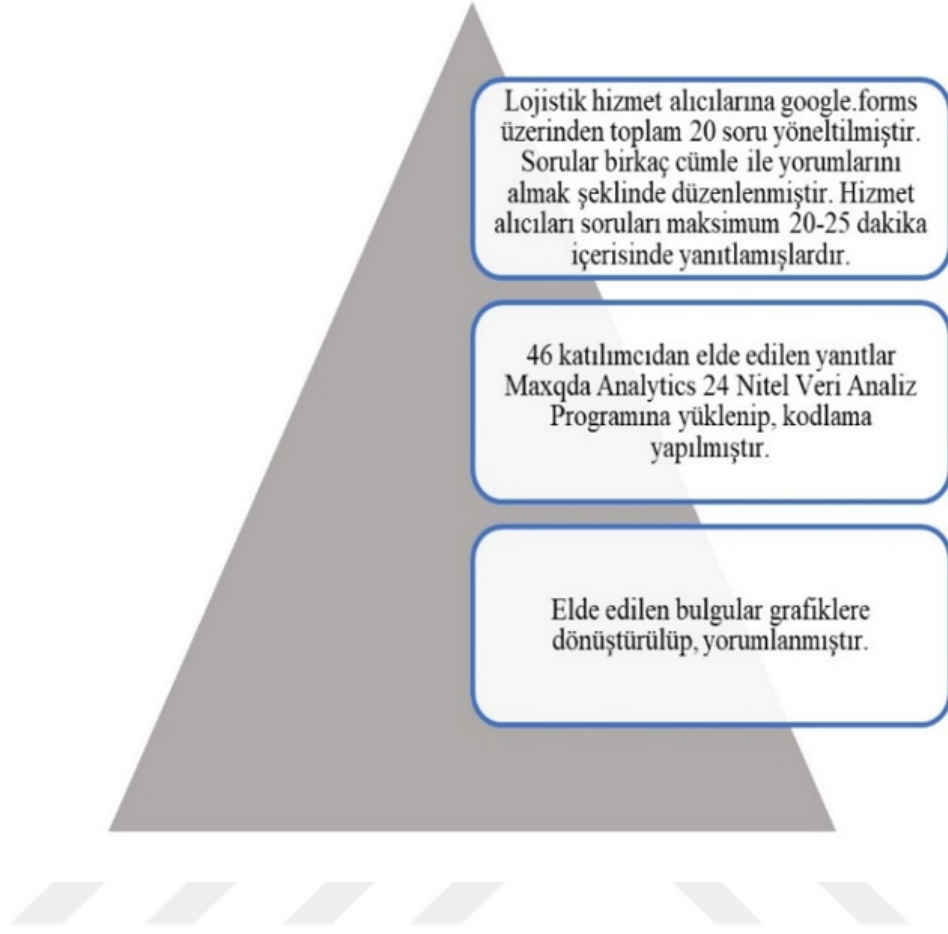 Lojistik hizmet alıcılarına google.forms
üzerinden toplam 20 soru yöneltilmiştir.
Sorular birkaç cümle ile yorumlarını
almak şeklinde düzenlenmiştir. Hizmet
alıcıları soruları maksimum 20-25 dakika
içerisinde yanıtlamışlardır.
46 katılımcıdan elde edilen yanıtlar
Maxqda Analytics 24 Nitel Veri Analiz
Programına yüklenip, kodlama
yapılmıştır.
Elde edilen bulgular grafiklere
dönüştürülüp, yorumlanmıştır.